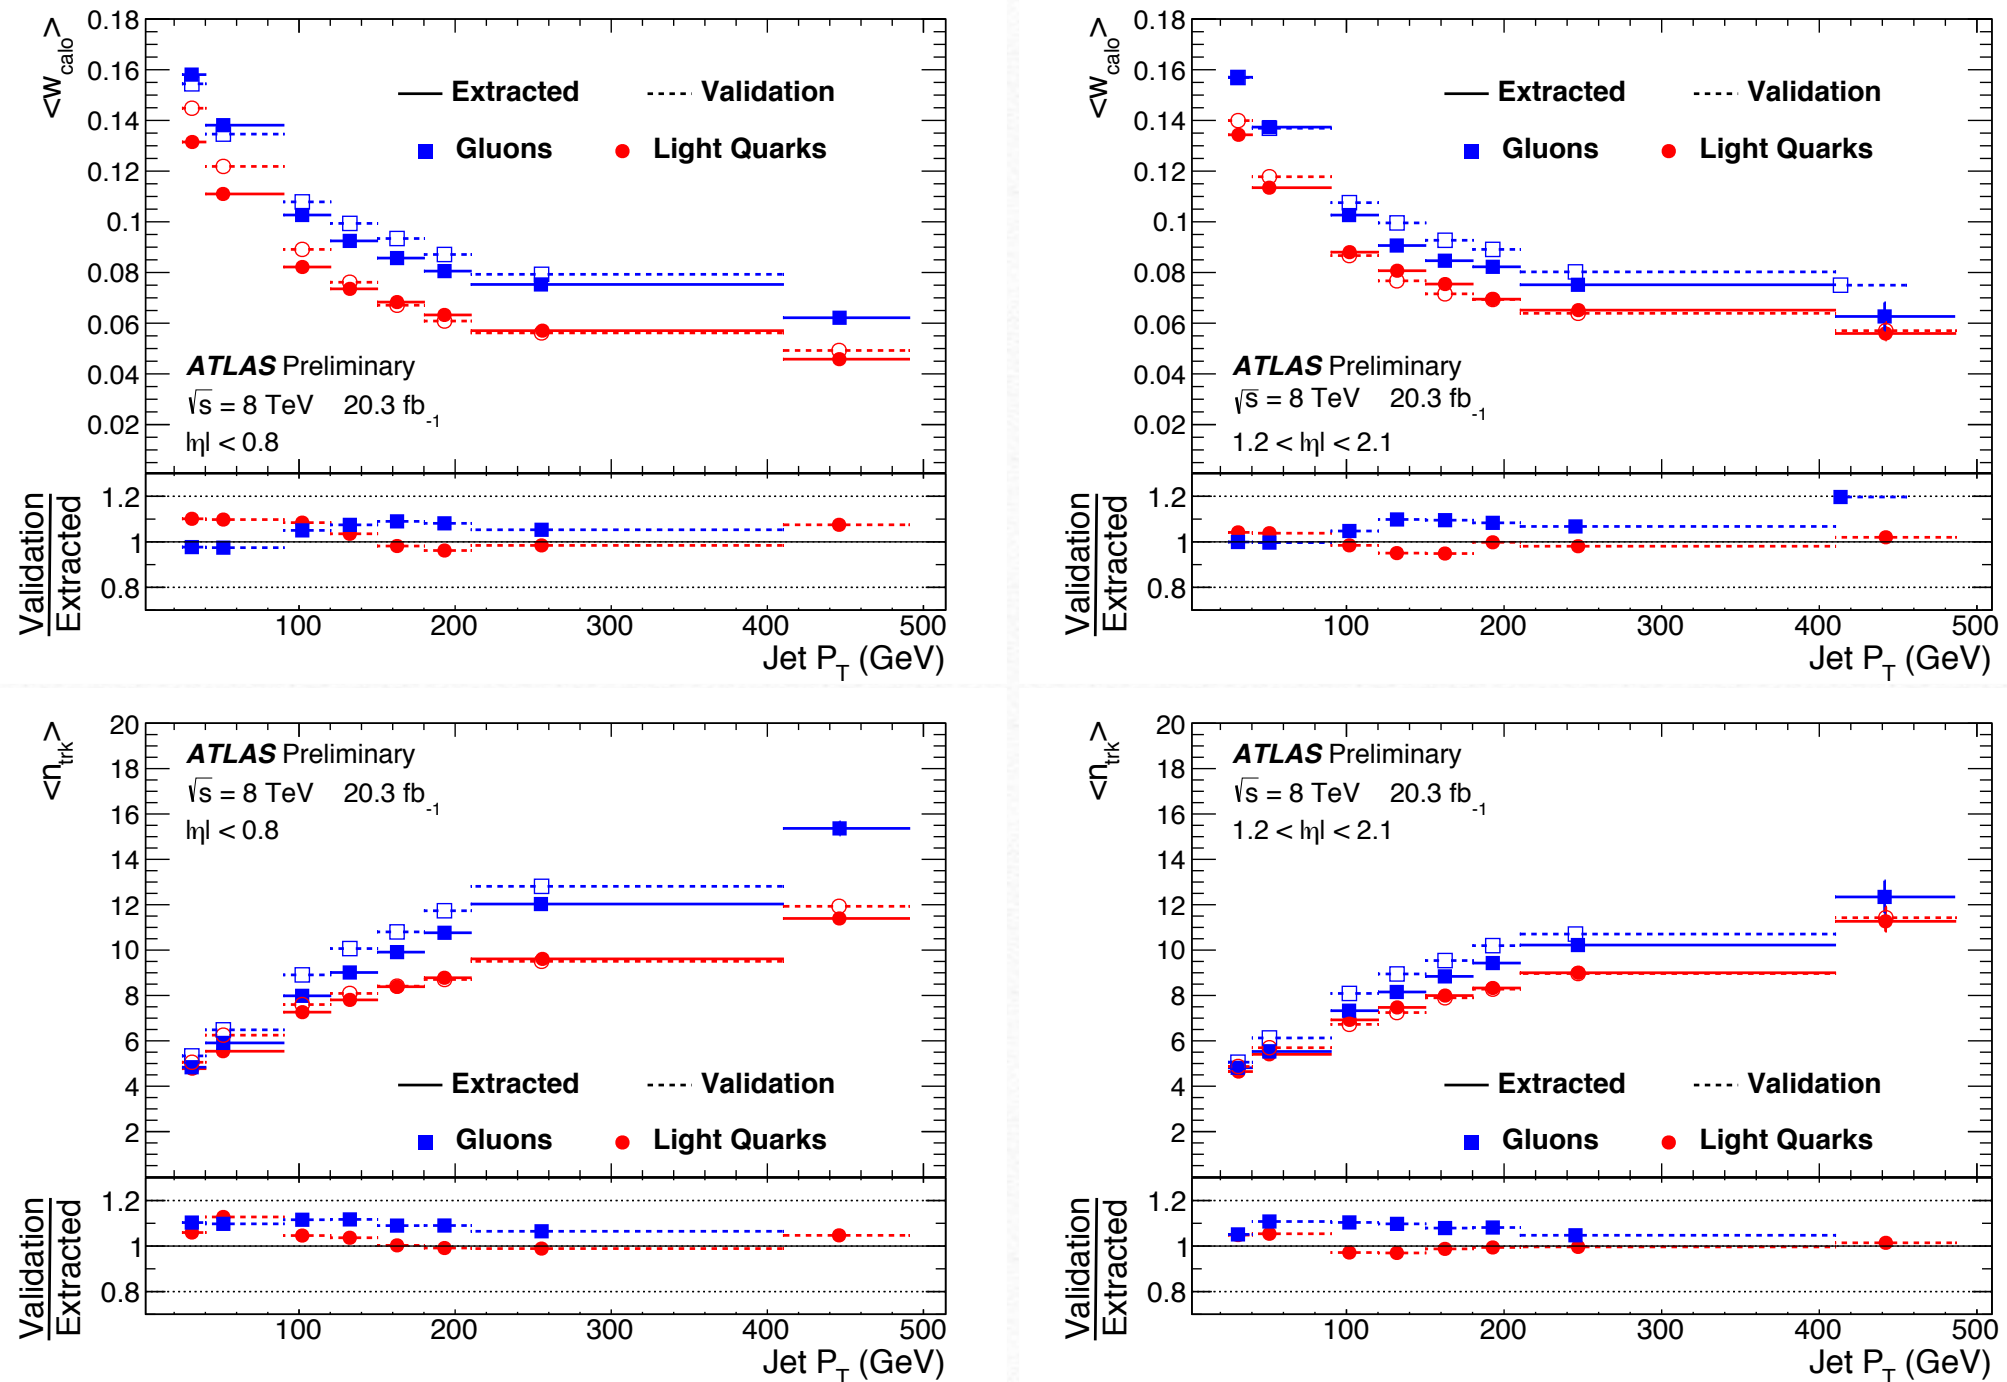 <w_calo>
0.18
0.16
0.14
0.12
0.1
0.08
0.06
0.04
0.02
Extracted Validation
Gluons Light Quarks
ATLAS Preliminary
√s = 8 TeV 20.3 fb-1
|η| < 0.8
Validation
Extracted
1.2
1
0.8
100 200 300 400 500
Jet P_T (GeV)
<w_calo>
0.18
0.16
0.14
0.12
0.1
0.08
0.06
0.04
0.02
Extracted Validation
Gluons Light Quarks
ATLAS Preliminary
√s = 8 TeV 20.3 fb-1
1.2 < |η| < 2.1
Validation
Extracted
1.2
1
0.8
100 200 300 400 500
Jet P_T (GeV)
<n_trk>
20
18
16
14
12
10
8
6
4
2
ATLAS Preliminary
√s = 8 TeV 20.3 fb-1
|η| < 0.8
Extracted Validation
Gluons Light Quarks
Validation
Extracted
1.2
1
0.8
100 200 300 400 500
Jet P_T (GeV)
<n_trk>
20
18
16
14
12
10
8
6
4
2
ATLAS Preliminary
√s = 8 TeV 20.3 fb-1
1.2 < |η| < 2.1
Extracted Validation
Gluons Light Quarks
Validation
Extracted
1.2
1
0.8
100 200 300 400 500
Jet P_T (GeV)